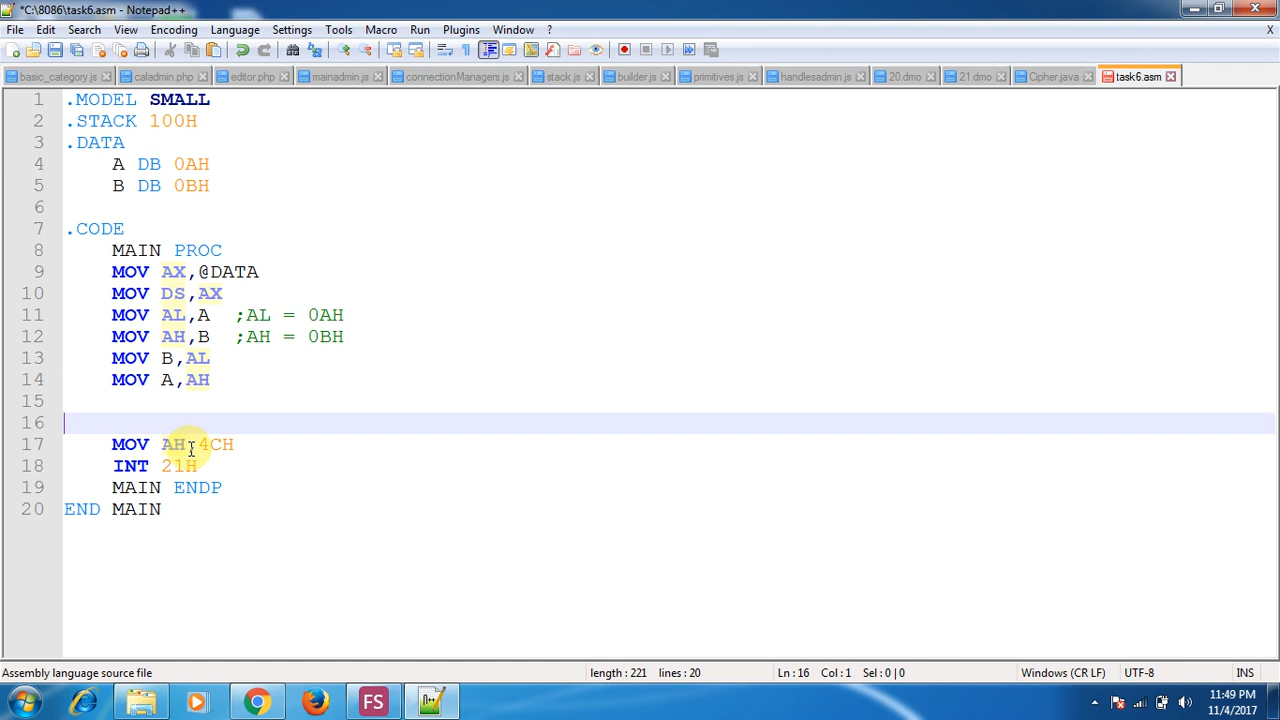 *C:\8086\task6.asm - Notepad++
File Edit Search View Encoding Language Settings Tools Macro Run Plugins Window ? X
basic_category.js caladmin.php editor.php mainadmin.js connectionManagers.js stack.js builder.js primitives.js handlesession.js 20.dmo 21.dmo task6.asm
1 .MODEL SMALL
2 .STACK 100H
3 .DATA
4 A DB 0AH
5 B DB 0BH
6
7 .CODE
8 MAIN PROC
9 MOV AX,@DATA
10 MOV DS,AX
11 MOV AL,A ;AL = 0AH
12 MOV AH,B ;AH = 0BH
13 MOV B,AL
14 MOV A,AH
15
16
17 MOV AH,4CH
18 INT 21H
19 MAIN ENDP
20 END MAIN
Assembly language source file length : 221 lines : 20 Ln : 16 Col : 1 Sel : 0 | 0 Windows (CR LF) UTF-8 INS
FS n++ 11:49 PM
11/4/2017